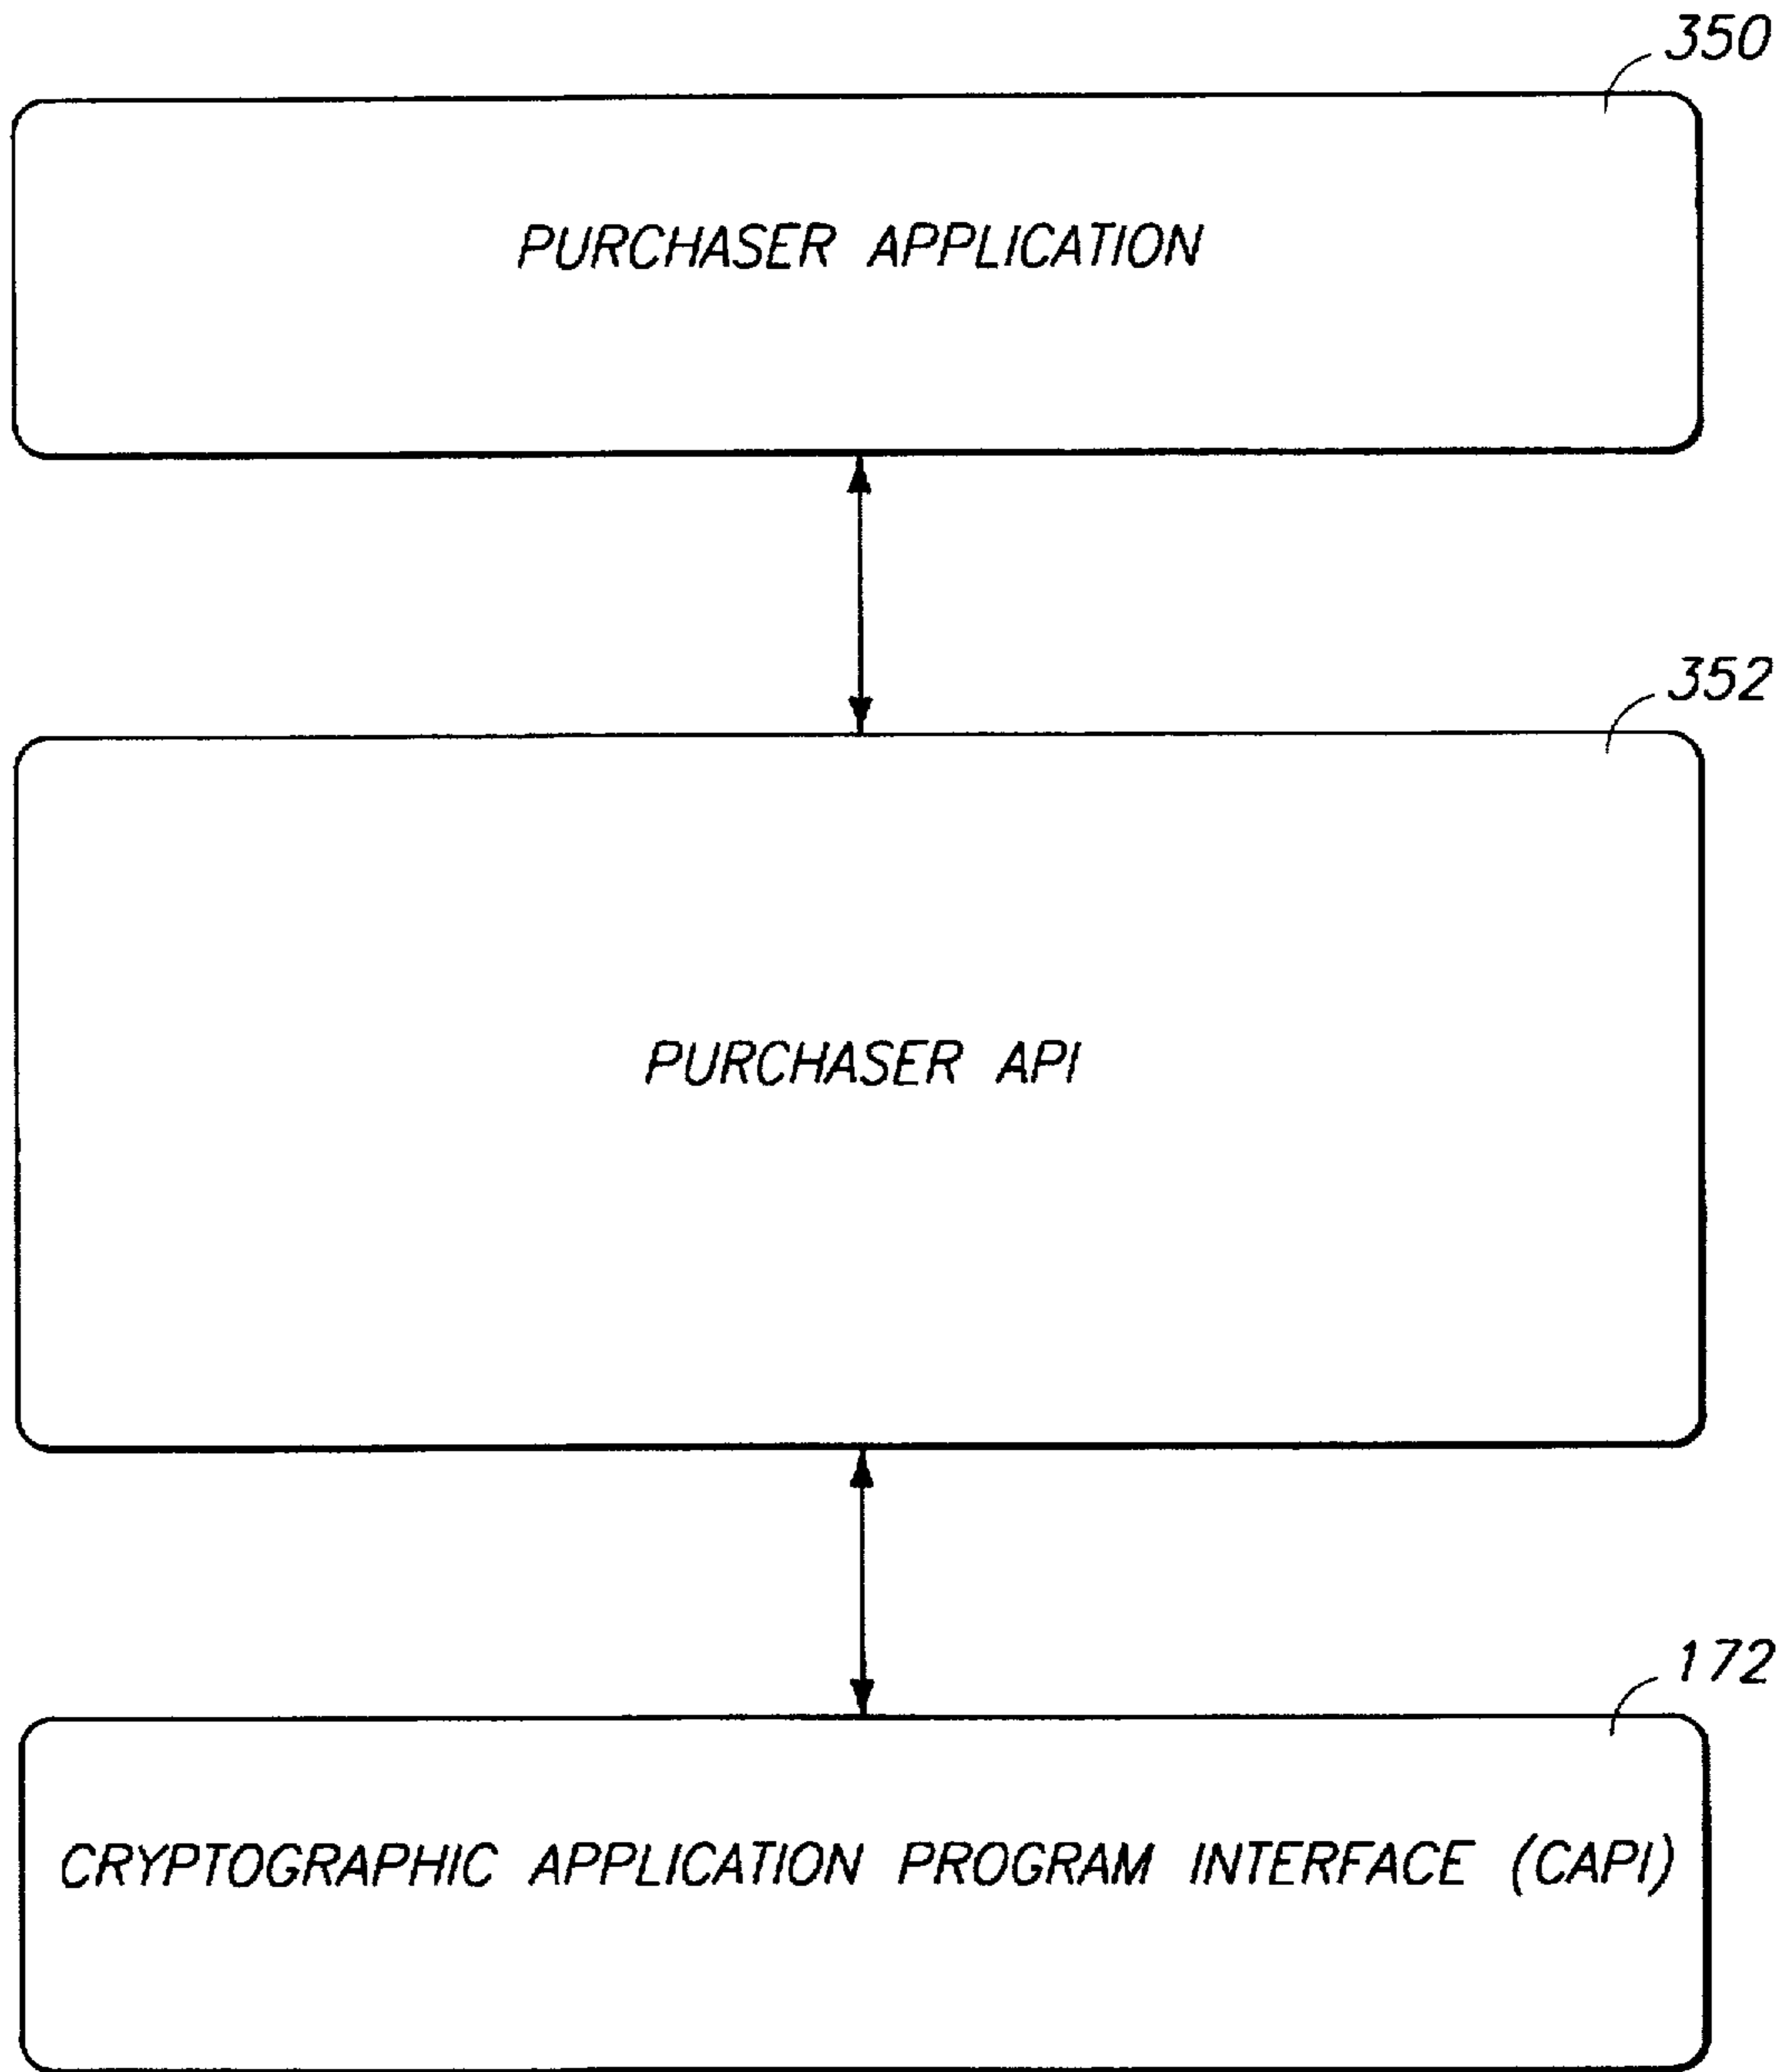 350
PURCHASER APPLICATION
352
PURCHASER API
172
CRYPTOGRAPHIC APPLICATION PROGRAM INTERFACE (CAPI)